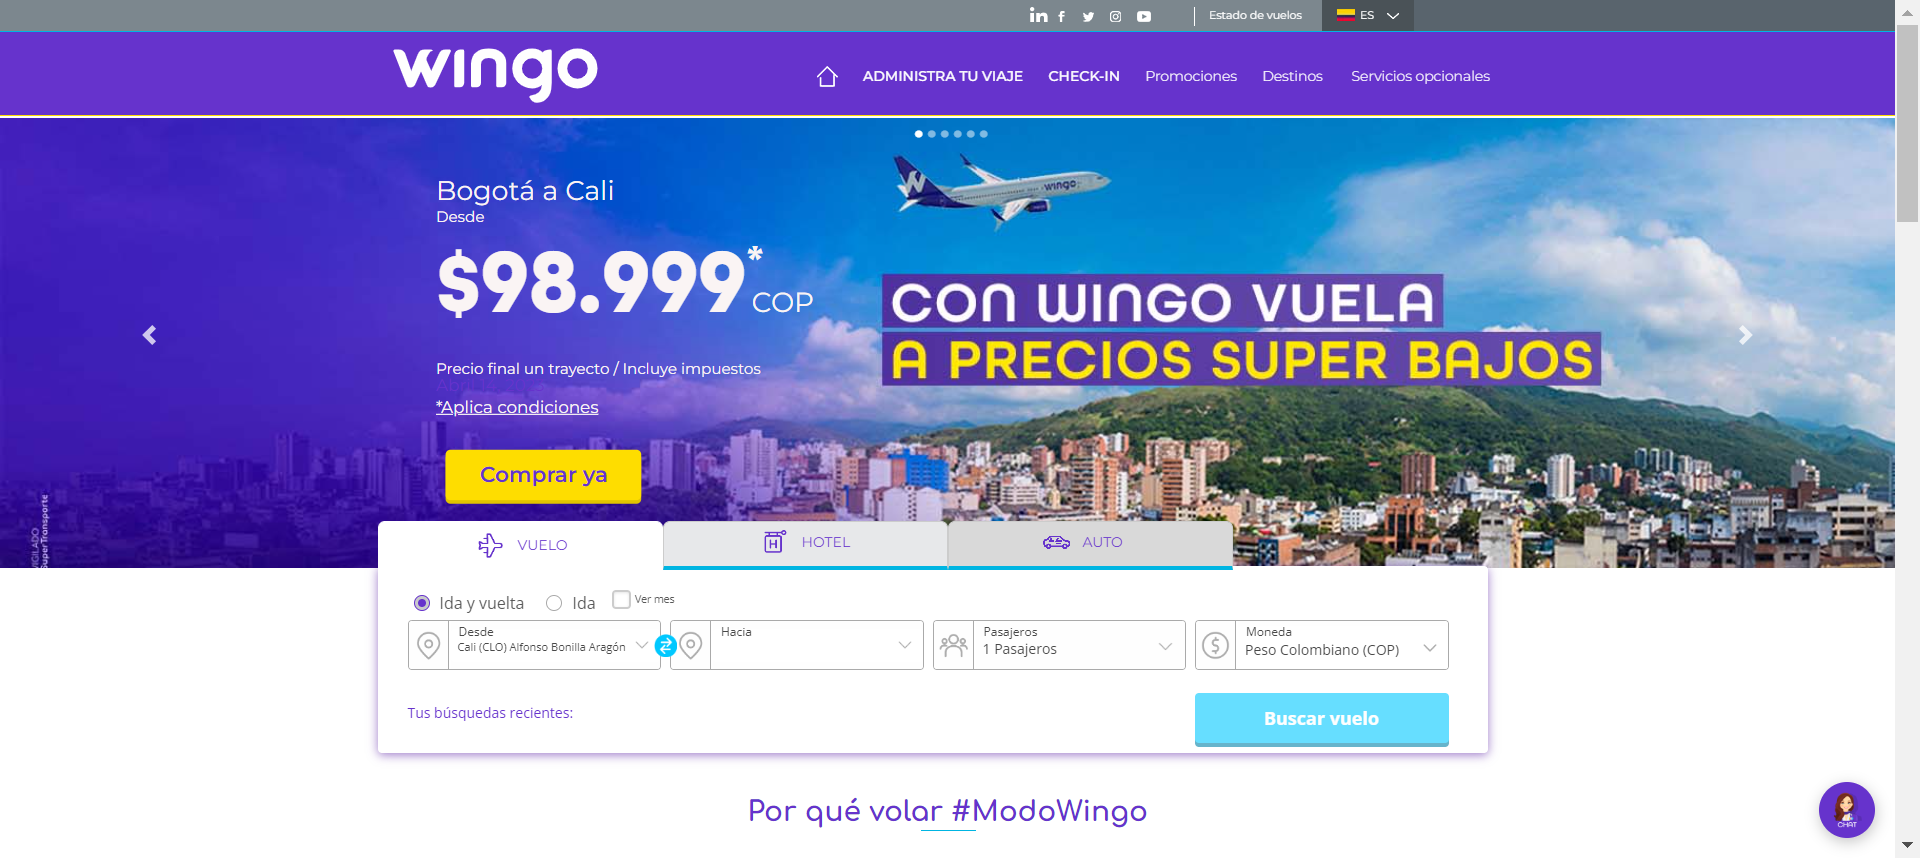 Estado de vuelos
ES
wingo
ADMINISTRA TU VIAJE
CHECK-IN
Promociones
Destinos
Servicios opcionales
Bogotá a Cali
Desde
$98.999*
COP
Precio final un trayecto / Incluye impuestos
*Aplica condiciones
Comprar ya
wingo
CON WINGO VUELA
A PRECIOS SUPER BAJOS
VIGILADO
SuperTransporte
VUELO
HOTEL
AUTO
Ida y vuelta
Ida
Ver mes
Desde
Cali (CLO) Alfonso Bonilla Aragón
Hacia
Pasajeros
1 Pasajeros
Moneda
Peso Colombiano (COP)
Tus búsquedas recientes:
Buscar vuelo
Por qué volar #ModoWingo
CHAT